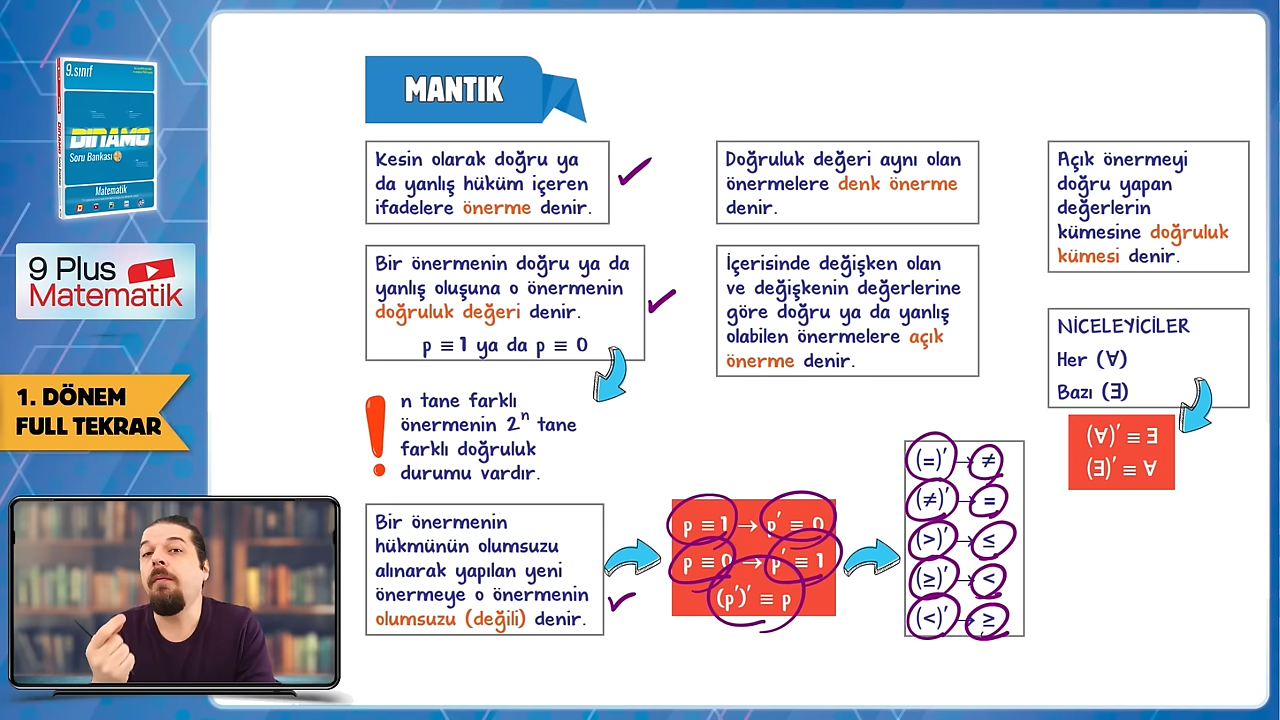 9.sınıf
DINAMO
Soru Bankası
Matematik
9 Plus
Matematik
1. DÖNEM
FULL TEKRAR
MANTIK
Kesin olarak doğru ya
da yanlış hüküm içeren
ifadelere önerme denir.
Bir önermenin doğru ya da
yanlış oluşuna o önermenin
doğruluk değeri denir.
p ≡ 1 ya da p ≡ 0
n tane farklı
önermenin 2ⁿ tane
farklı doğruluk
durumu vardır.
Bir önermenin
hükmünün olumsuzu
alınarak yapılan yeni
önermeye o önermenin
olumsuzu (değili) denir.
p ≡ 1 → p′ ≡ 0
p ≡ 0 → p′ ≡ 1
(p′)′ ≡ p
Doğruluk değeri aynı olan
önermelere denk önerme
denir.
İçerisinde değişken olan
ve değişkenin değerlerine
göre doğru ya da yanlış
olabilen önermelere açık
önerme denir.
(=)′ → ≠
(≠)′ → =
(>)′ → ≤
(≥)′ → <
(<)′ → ≥
Açık önermeyi
doğru yapan
değerlerin
kümesine doğruluk
kümesi denir.
NİCELEYİCİLER
Her (∀)
Bazı (∃)
(∀)′ ≡ ∃
(∃)′ ≡ ∀